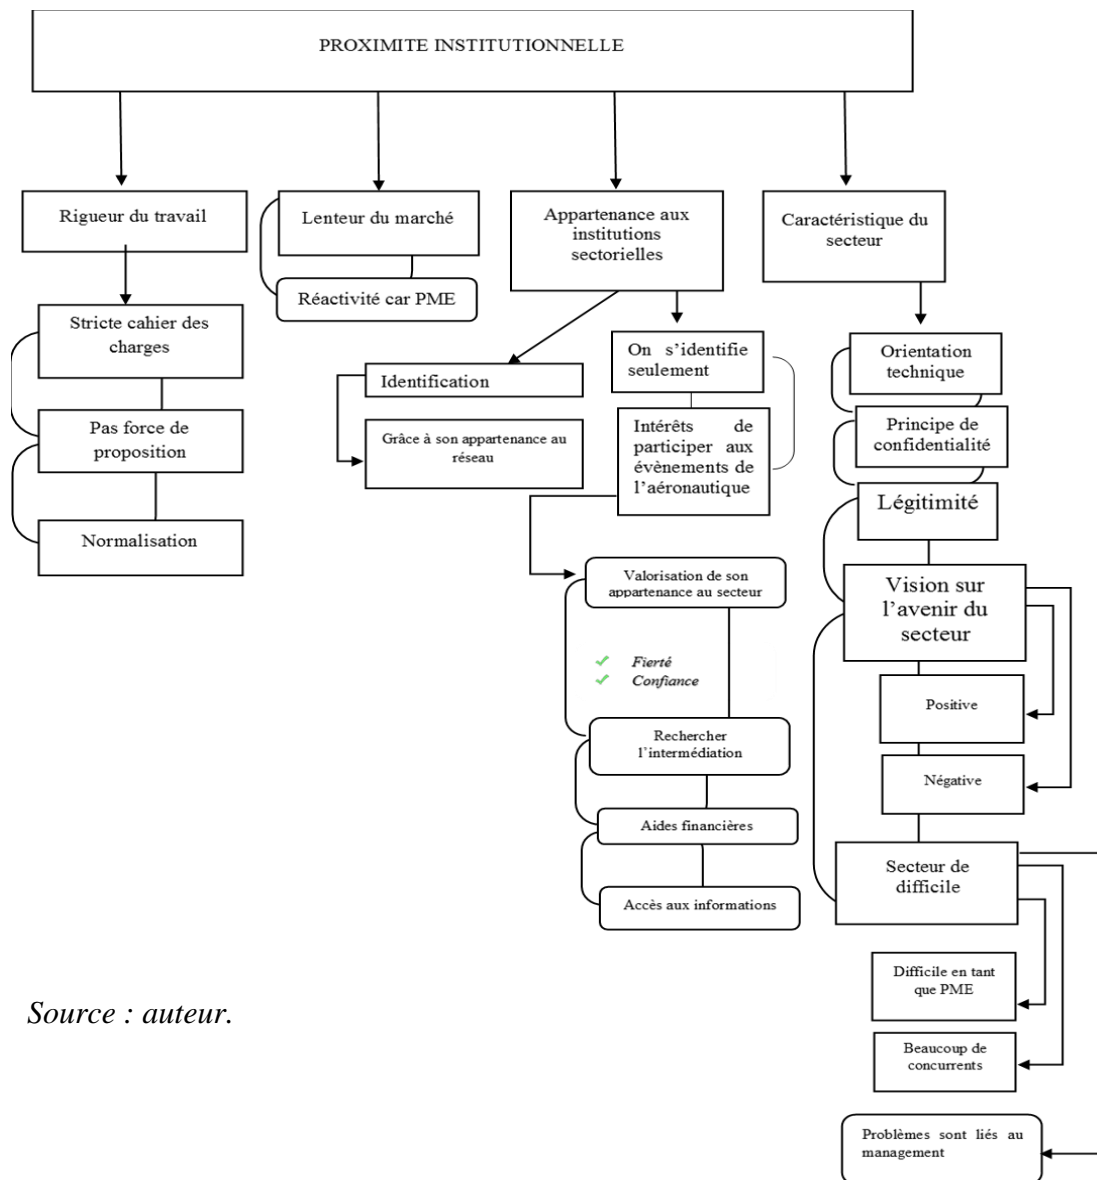 PROXIMITE INSTITUTIONNELLE
Rigueur du travail
Stricte cahier des
charges
Pas force de
proposition
Normalisation
Lenteur du marché
Réactivité car PME
Appartenance aux
institutions
sectorielles
Identification
Grâce à son appartenance au
réseau
On s’identifie
seulement
Intérêts de
participer aux
évènements de
l’aéronautique
Valorisation de son
appartenance au secteur
Fierté
Confiance
Rechercher
l’intermédiation
Aides financières
Accès aux informations
Caractéristique du
secteur
Orientation
technique
Principe de
confidentialité
Légitimité
Vision sur
l’avenir du
secteur
Positive
Négative
Secteur de
difficile
Difficile en tant
que PME
Beaucoup de
concurrents
Problèmes sont liés au
management
Source : auteur.